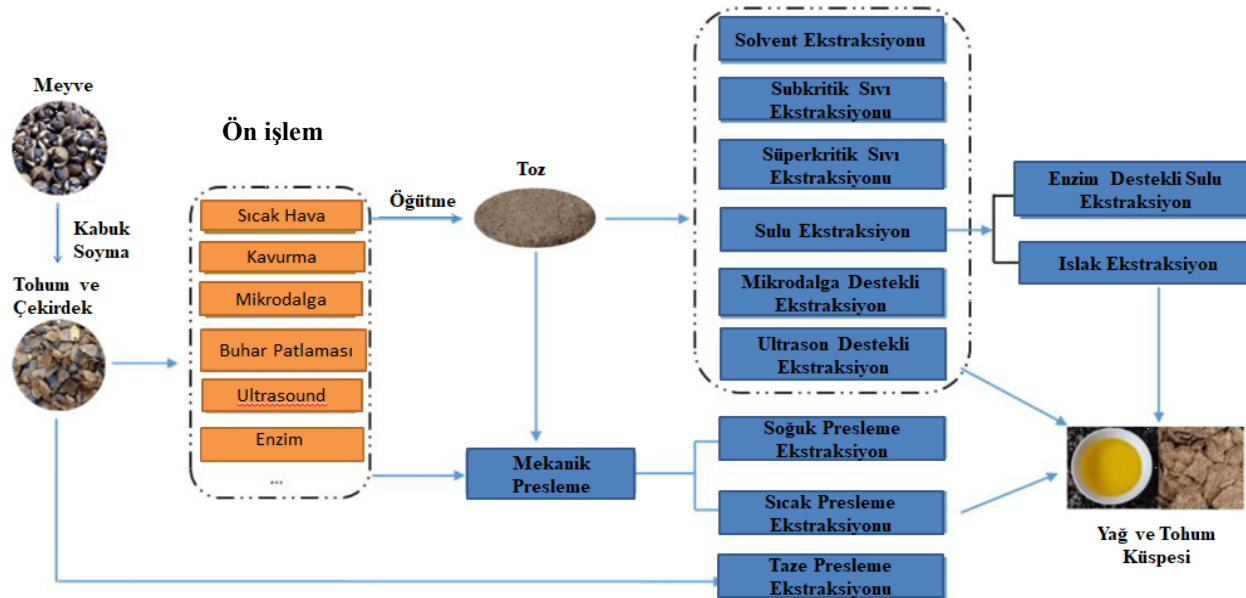 Meyve
Kabuk
Soyma
Tohum ve
Çekirdek
Ön işlem
Sıcak Hava
Kavurma
Mikrodalga
Buhar Patlaması
Ultrasound
Enzim
...
Öğütme
Toz
Mekanik
Presleme
Solvent Ekstraksiyonu
Subkritik Sıvı
Ekstraksiyonu
Süperkritik Sıvı
Ekstraksiyonu
Sulu Ekstraksiyon
Mikrodalga Destekli
Ekstraksiyon
Ultrason Destekli
Ekstraksiyon
Soğuk Presleme
Ekstraksiyon
Sıcak Presleme
Ekstraksiyonu
Taze Presleme
Ekstraksiyonu
Enzim Destekli Sulu
Ekstraksiyon
Islak Ekstraksiyon
Yağ ve Tohum
Küspesi